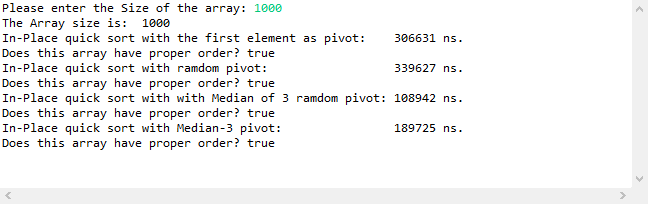 Please enter the Size of the array: 1000
The Array size is:  1000
In-Place quick sort with the first element as pivot:    306631 ns.
Does this array have proper order? true
In-Place quick sort with ramdom pivot:                  339627 ns.
Does this array have proper order? true
In-Place quick sort with with Median of 3 ramdom pivot: 108942 ns.
Does this array have proper order? true
In-Place quick sort with Median-3 pivot:                189725 ns.
Does this array have proper order? true